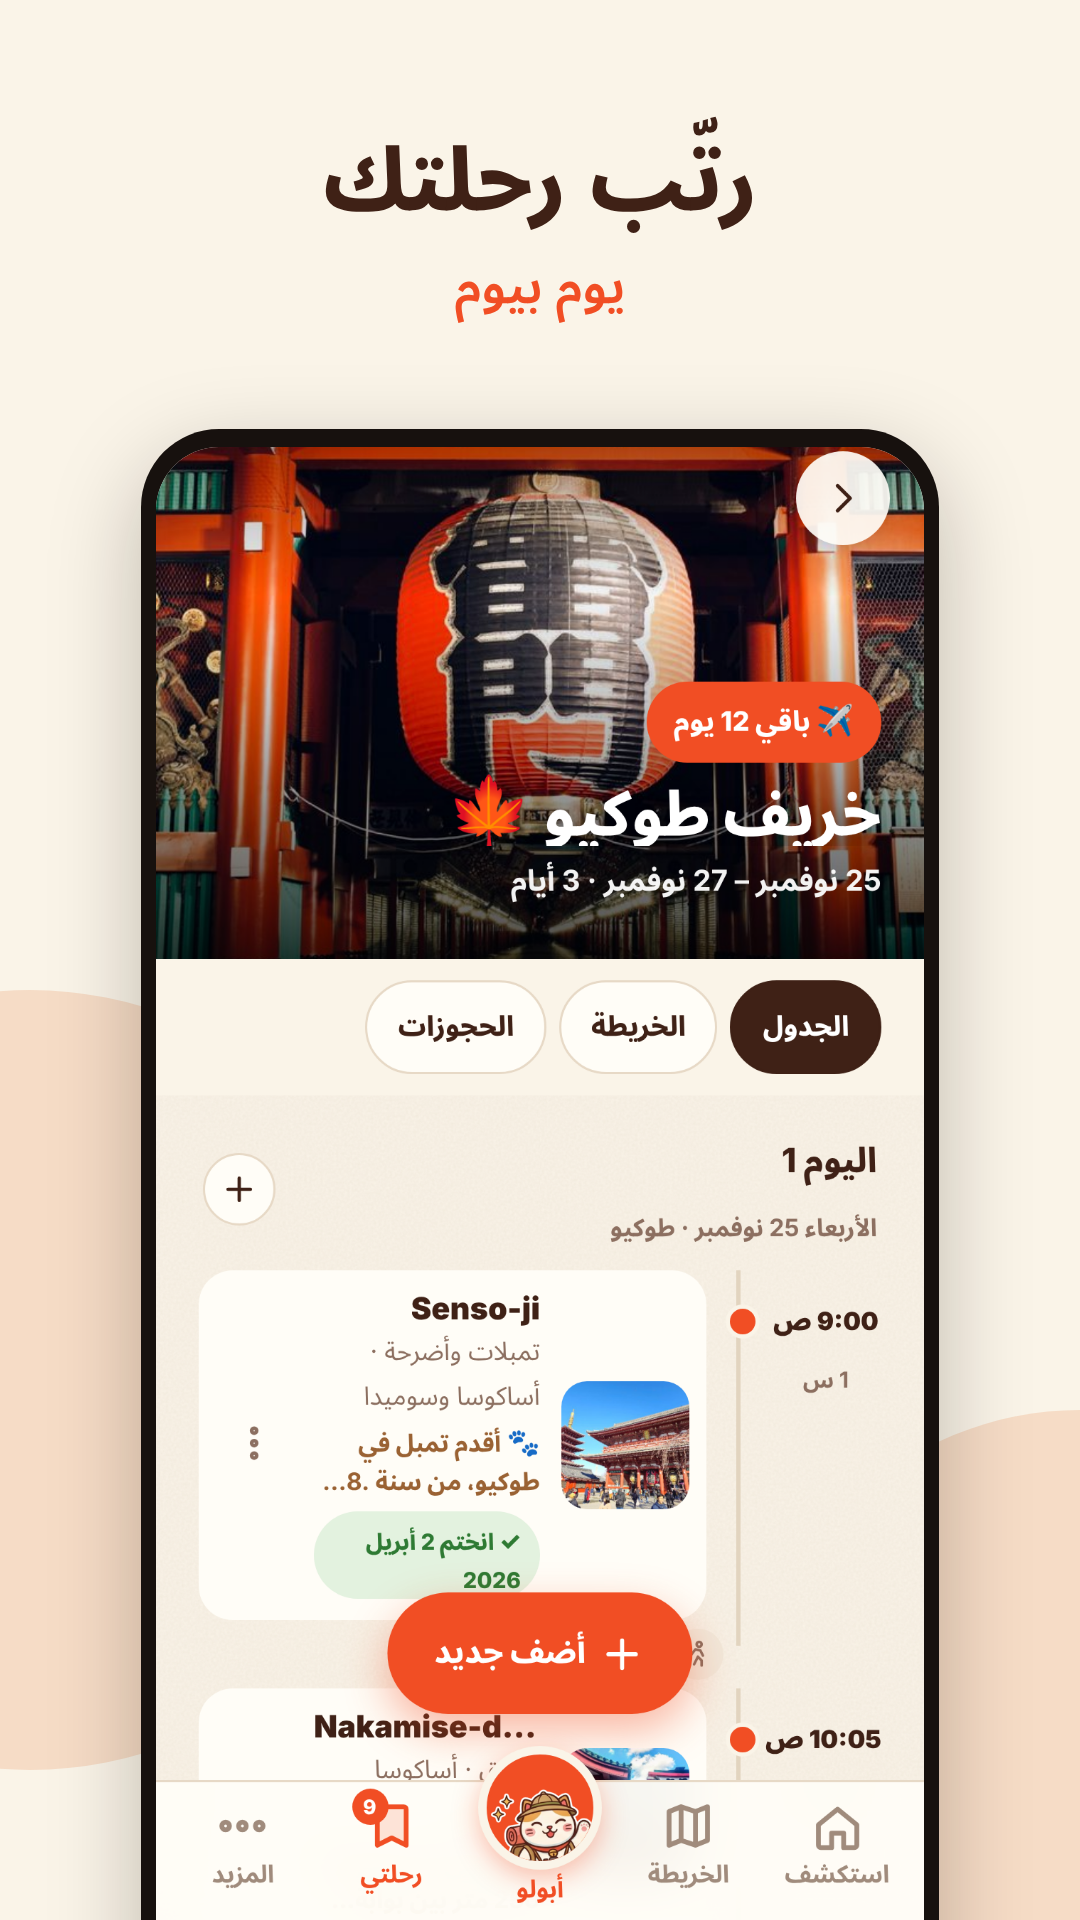 رتّب رحلتك
يوم بيوم
✈️ باقي 12 يوم
خريف طوكيو 🍁
25 نوفمبر – 27 نوفمبر · 3 أيام
الجدول
الخريطة
الحجوزات
اليوم 1
الأربعاء 25 نوفمبر · طوكيو
9:00 ص
1 س
Senso-ji
تمبلات وأضرحة ·
أساكوسا وسوميدا
🐾 أقدم تمبل في
طوكيو، من سنة 8...
✓ انختم 2 أبريل
2026
أضف جديد
10:05 ص
Nakamise-d...
· أساكوسا
استكشف
الخريطة
أبولو
9
رحلتي
المزيد